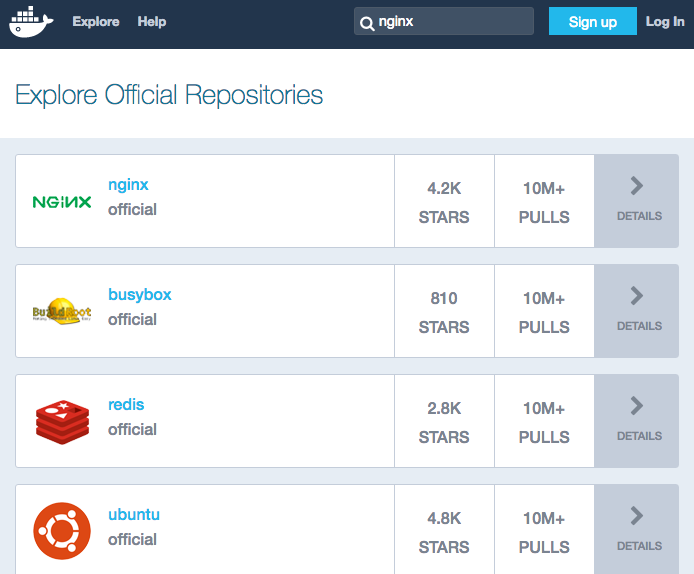 Explore Help nginx Sign up Log In
Explore Official Repositories
NGINX
nginx
official
4.2K
STARS
10M+
PULLS
DETAILS
busybox
official
810
STARS
10M+
PULLS
DETAILS
redis
official
2.8K
STARS
10M+
PULLS
DETAILS
ubuntu
official
4.8K
STARS
10M+
PULLS
DETAILS